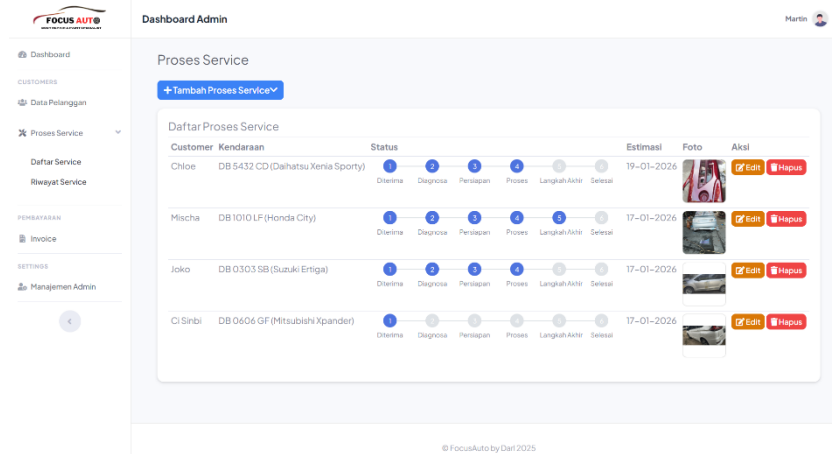 FOCUS AUTO
Dashboard Admin
Martin
Dashboard
CUSTOMERS
Data Pelanggan
Proses Service
Daftar Service
Riwayat Service
PEMBAYARAN
Invoice
SETTINGS
Manajemen Admin
Proses Service
Tambah Proses Service
Daftar Proses Service
Customer Kendaraan Status Estimasi Foto Aksi
Chloe DB 5432 CD (Daihatsu Xenia Sporty) 1 2 3 4 5 6 19-01-2026 Edit Hapus
Diterima Diagnosa Persiapan Proses Langkah Akhir Selesai
Mischa DB 1010 LF (Honda City) 1 2 3 4 5 6 17-01-2026 Edit Hapus
Diterima Diagnosa Persiapan Proses Langkah Akhir Selesai
Joko DB 0303 SB (Suzuki Ertiga) 1 2 3 4 5 6 17-01-2026 Edit Hapus
Diterima Diagnosa Persiapan Proses Langkah Akhir Selesai
Ci Sinbi DB 0606 GF (Mitsubishi Xpander) 1 2 3 4 5 6 17-01-2026 Edit Hapus
Diterima Diagnosa Persiapan Proses Langkah Akhir Selesai
© FocusAuto by Darl 2025